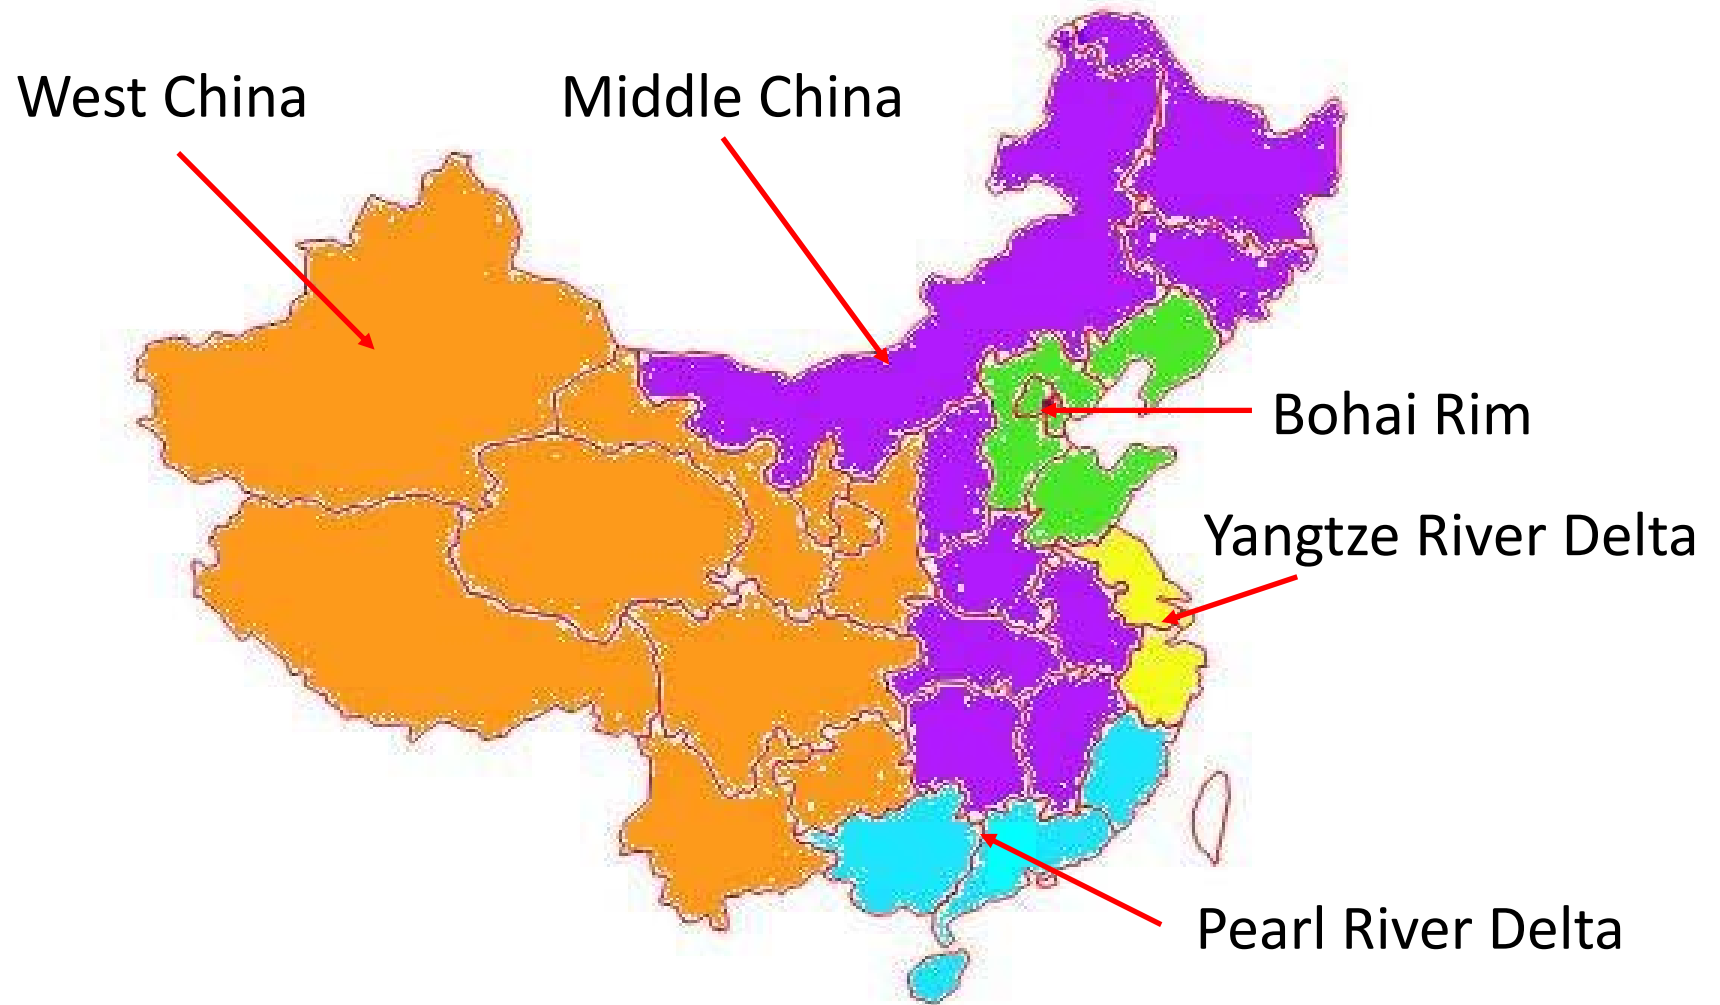 West China
Middle China
Bohai Rim
Yangtze River Delta
Pearl River Delta